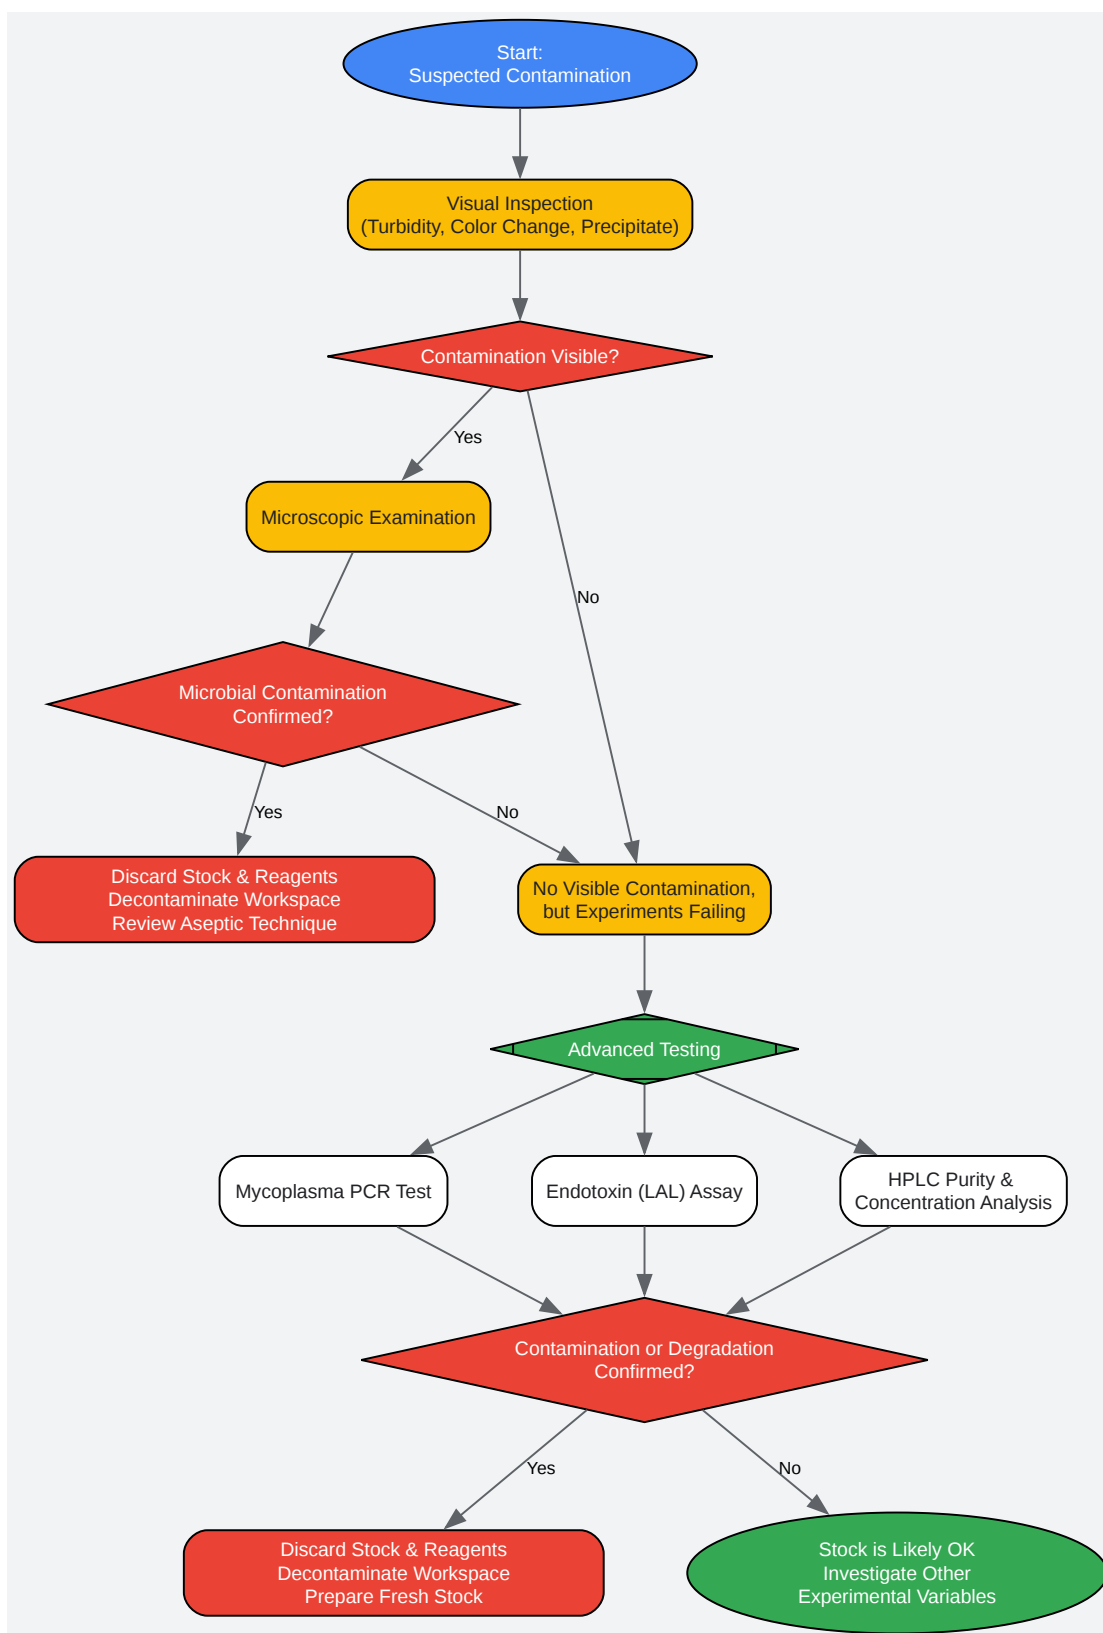 Start:
Suspected Contamination
Visual Inspection
(Turbidity, Color Change, Precipitate)
Contamination Visible?
Yes
Microscopic Examination
No
Microbial Contamination
Confirmed?
Yes
No
Discard Stock & Reagents
Decontaminate Workspace
Review Aseptic Technique
No Visible Contamination,
but Experiments Failing
Advanced Testing
Mycoplasma PCR Test
Endotoxin (LAL) Assay
HPLC Purity &
Concentration Analysis
Contamination or Degradation
Confirmed?
Yes
No
Discard Stock & Reagents
Decontaminate Workspace
Prepare Fresh Stock
Stock is Likely OK
Investigate Other
Experimental Variables